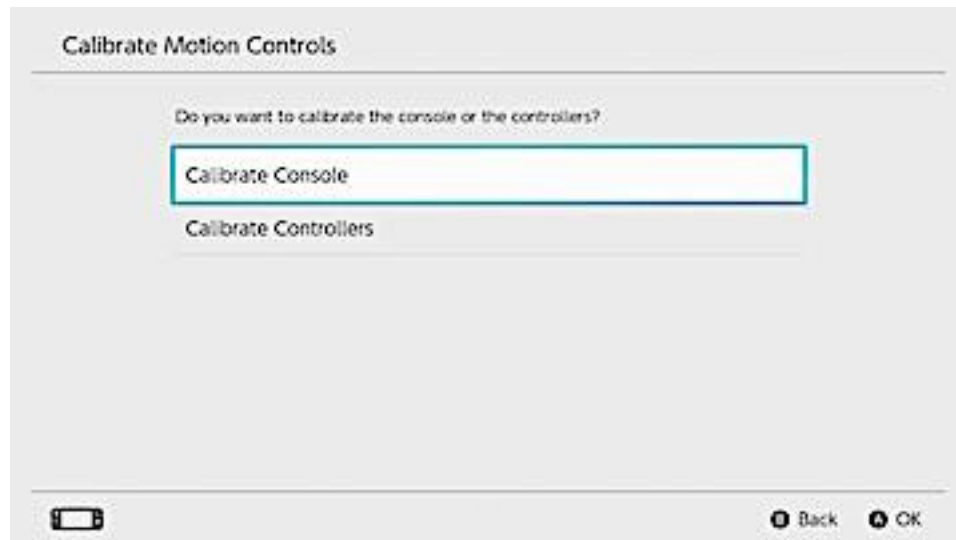 Calibrate Motion Controls
Do you want to calibrate the console or the controllers?
Calibrate Console
Calibrate Controllers
B Back A OK